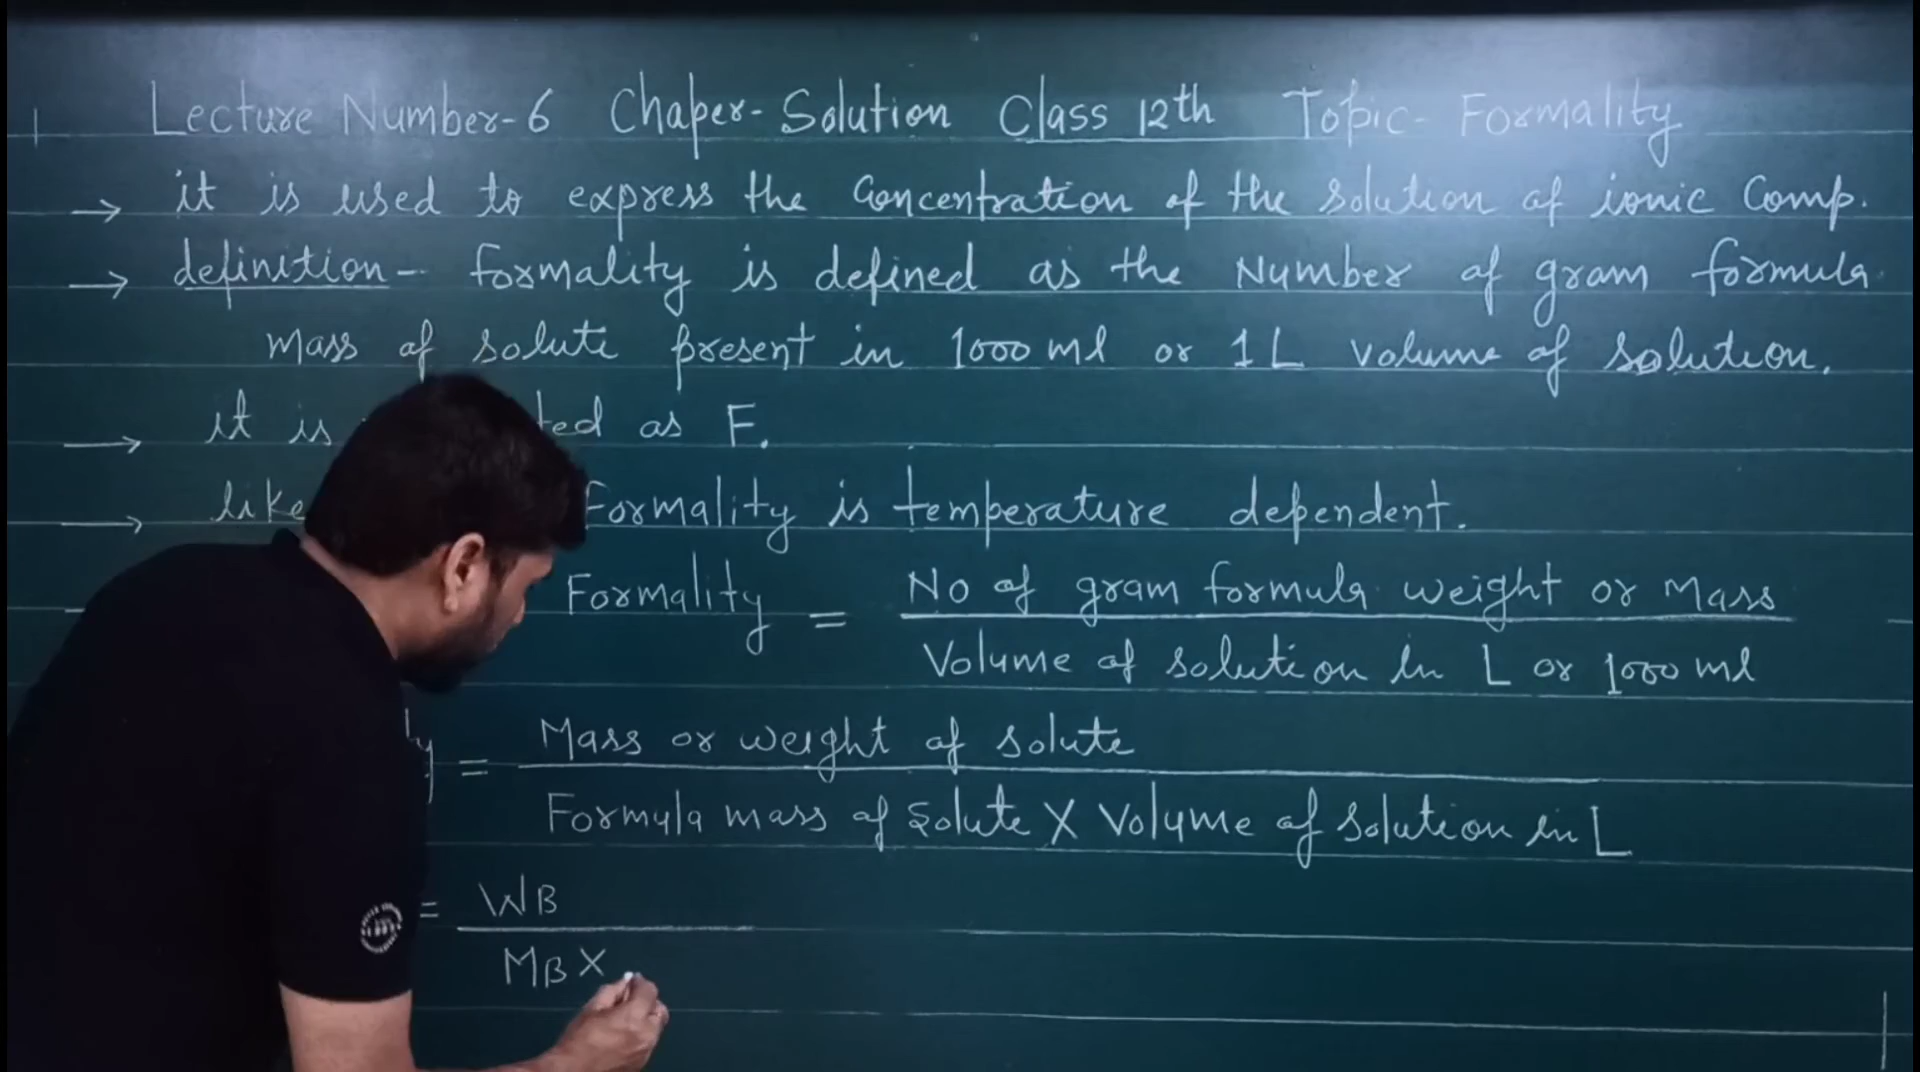 Lecture Number-6 Chaper-Solution Class 12th Topic- Formality
→ it is used to express the Concentration of the solution of ionic Comp.
→ definition- formality is defined as the Number of gram formula
mass of solute present in 1000 ml or 1 L volume of solution.
→ it is ted as F.
→ like Formality is temperature dependent.
Formality = No of gram formula weight or Mass
Volume of solution in L or 1000 ml
ty = Mass or weight of solute
Formula mass of solute X Volume of solution in L
= WB
MB X